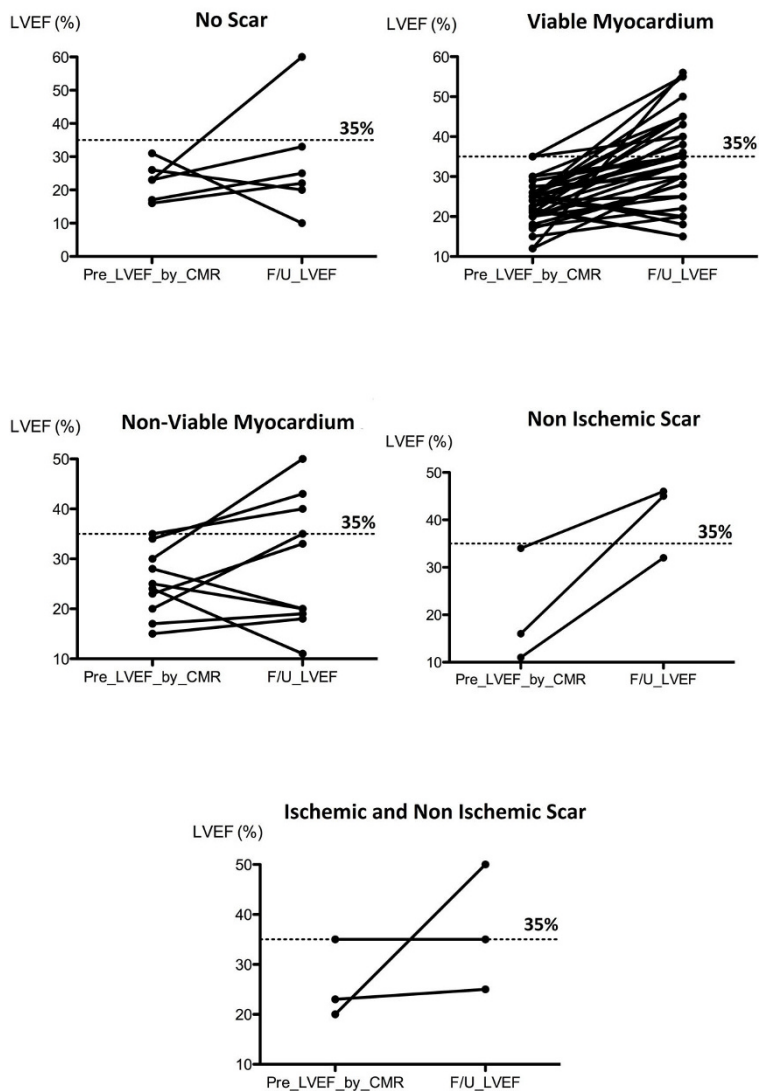 LVEF (%)
No Scar
60
50
40
30
20
10
0
35%
Pre_LVEF_by_CMR
F/U_LVEF
LVEF (%)
Viable Myocardium
60
50
40
30
20
10
35%
Pre_LVEF_by_CMR
F/U_LVEF
LVEF (%)
Non-Viable Myocardium
50
40
30
20
10
35%
Pre_LVEF_by_CMR
F/U_LVEF
LVEF (%)
Non Ischemic Scar
50
40
30
20
10
35%
Pre_LVEF_by_CMR
F/U_LVEF
Ischemic and Non Ischemic Scar
LVEF (%)
50
40
30
20
10
35%
Pre_LVEF_by_CMR
F/U_LVEF